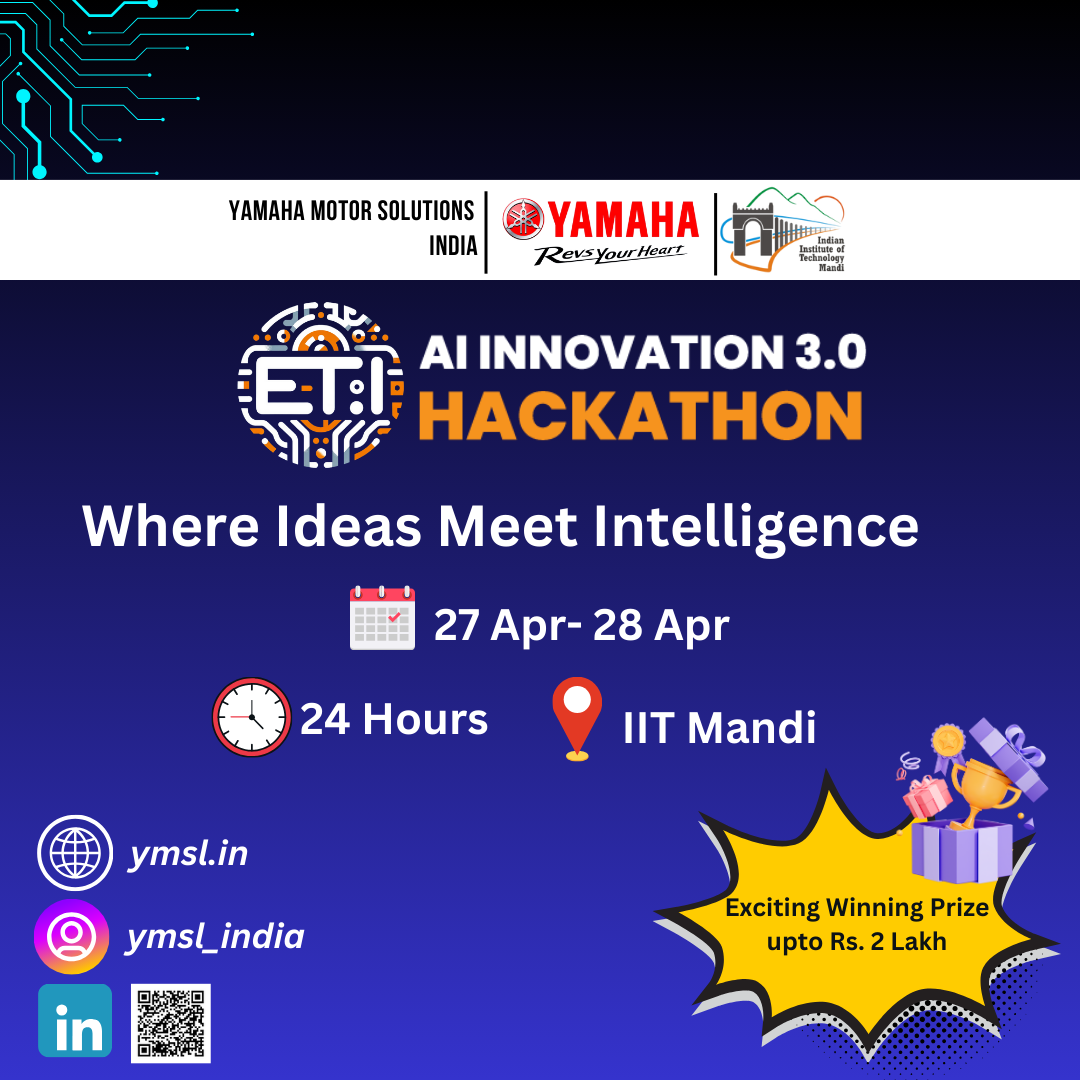 YAMAHA MOTOR SOLUTIONS
INDIA
YAMAHA
Revs Your Heart
Indian
Institute of
Technology
Mandi
E-T:I
AI INNOVATION 3.0
HACKATHON
Where Ideas Meet Intelligence
27 Apr- 28 Apr
24 Hours
IIT Mandi
ymsl.in
ymsl_india
in
Exciting Winning Prize
upto Rs. 2 Lakh